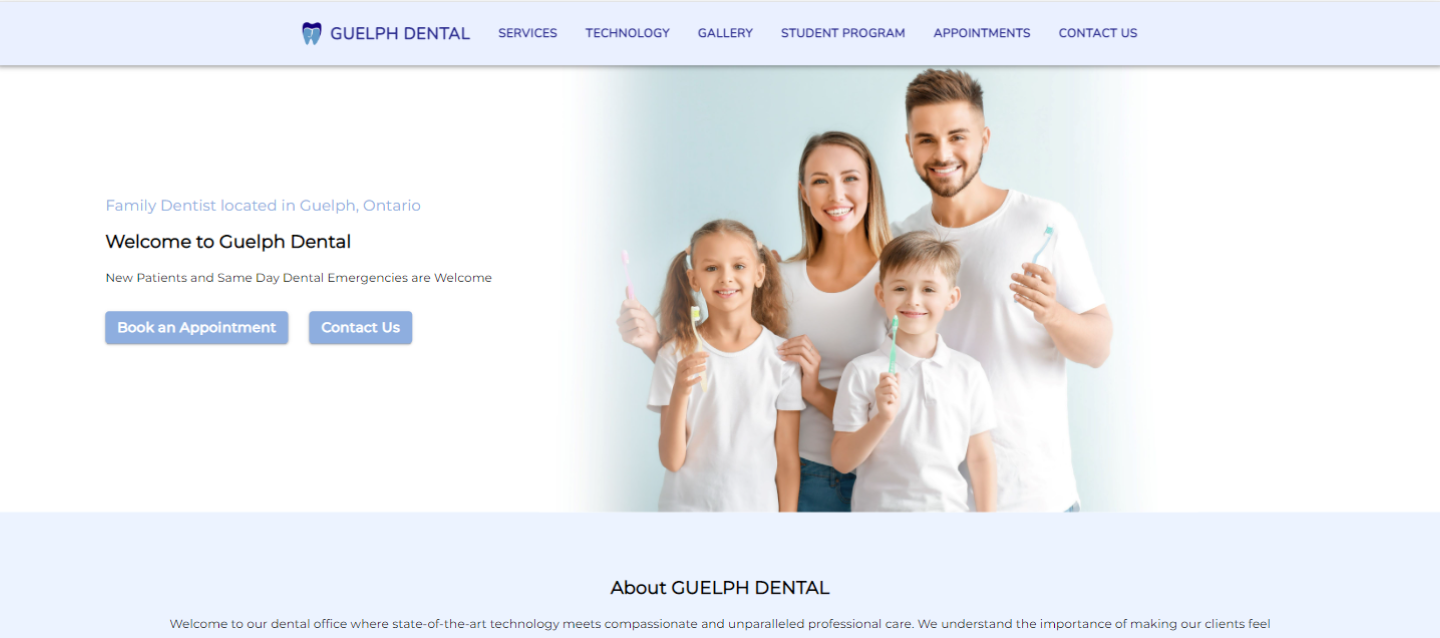 GUELPH DENTAL SERVICES TECHNOLOGY GALLERY STUDENT PROGRAM APPOINTMENTS CONTACT US
Family Dentist located in Guelph, Ontario
Welcome to Guelph Dental
New Patients and Same Day Dental Emergencies are Welcome
Book an Appointment Contact Us
About GUELPH DENTAL
Welcome to our dental office where state-of-the-art technology meets compassionate and unparalleled professional care. We understand the importance of making our clients feel